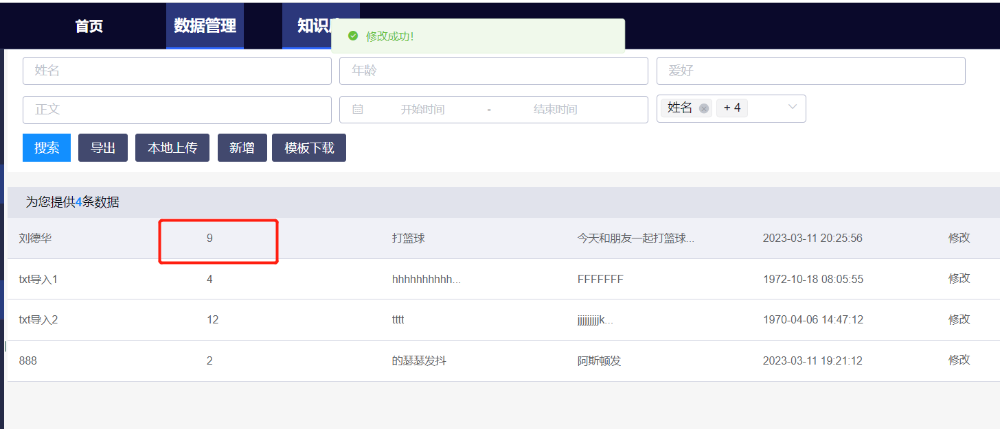 首页 数据管理 知识
修改成功!
姓名 年龄 爱好
正文 开始时间 - 结束时间 姓名 + 4
搜索 导出 本地上传 新增 模板下载
为您提供4条数据
刘德华 9 打篮球 今天和朋友一起打篮球... 2023-03-11 20:25:56 修改
txt导入1 4 hhhhhhhhhh... FFFFFFF 1972-10-18 08:05:55 修改
txt导入2 12 tttt jjjjjjjjjk... 1970-04-06 14:47:12 修改
888 2 的瑟瑟发抖 阿斯顿发 2023-03-11 19:21:12 修改